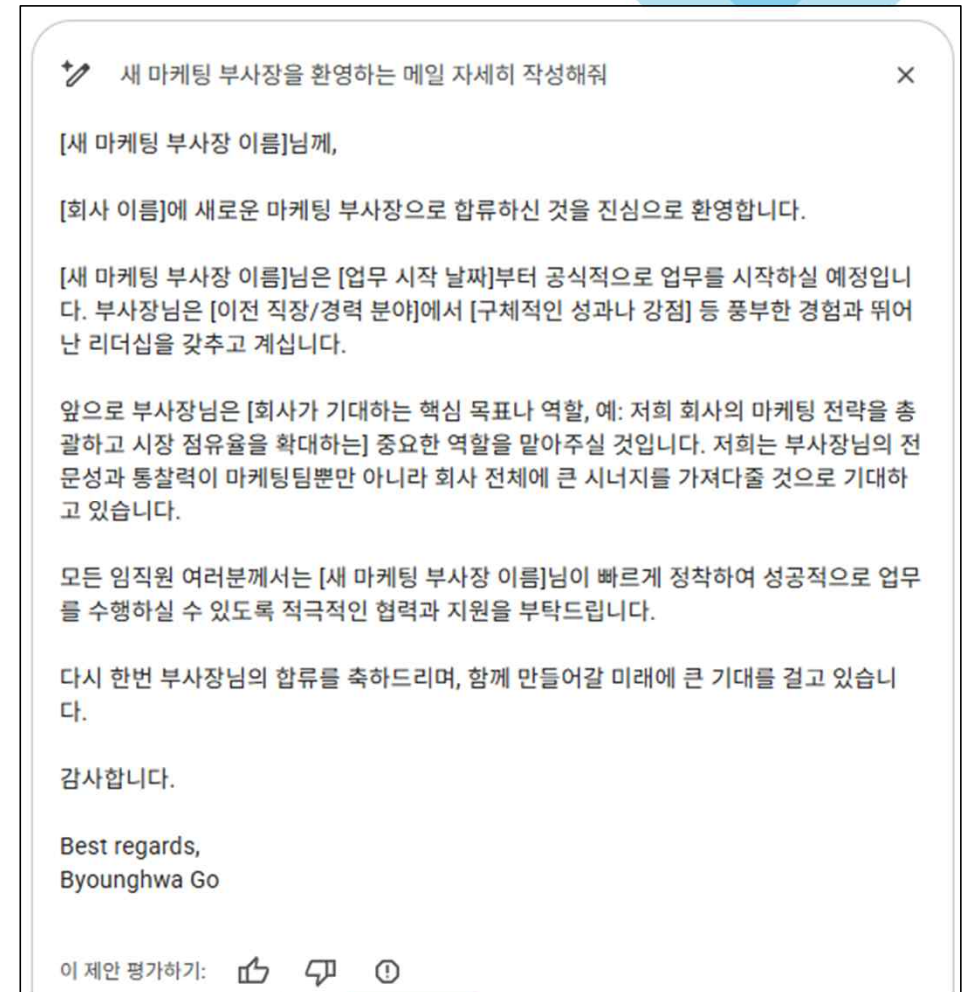 새 마케팅 부사장을 환영하는 메일 자세히 작성해줘
[새 마케팅 부사장 이름]님께,
[회사 이름]에 새로운 마케팅 부사장으로 합류하신 것을 진심으로 환영합니다.
[새 마케팅 부사장 이름]님은 [업무 시작 날짜]부터 공식적으로 업무를 시작하실 예정입니
다. 부사장님은 [이전 직장/경력 분야]에서 [구체적인 성과나 강점] 등 풍부한 경험과 뛰어
난 리더십을 갖추고 계십니다.
앞으로 부사장님은 [회사가 기대하는 핵심 목표나 역할, 예: 저희 회사의 마케팅 전략을 총
괄하고 시장 점유율을 확대하는] 중요한 역할을 맡아주실 것입니다. 저희는 부사장님의 전
문성과 통찰력이 마케팅팀뿐만 아니라 회사 전체에 큰 시너지를 가져다줄 것으로 기대하
고 있습니다.
모든 임직원 여러분께서는 [새 마케팅 부사장 이름]님이 빠르게 정착하여 성공적으로 업무
를 수행하실 수 있도록 적극적인 협력과 지원을 부탁드립니다.
다시 한번 부사장님의 합류를 축하드리며, 함께 만들어갈 미래에 큰 기대를 걸고 있습니
다.
감사합니다.
Best regards,
Byounghwa Go
이 제안 평가하기: